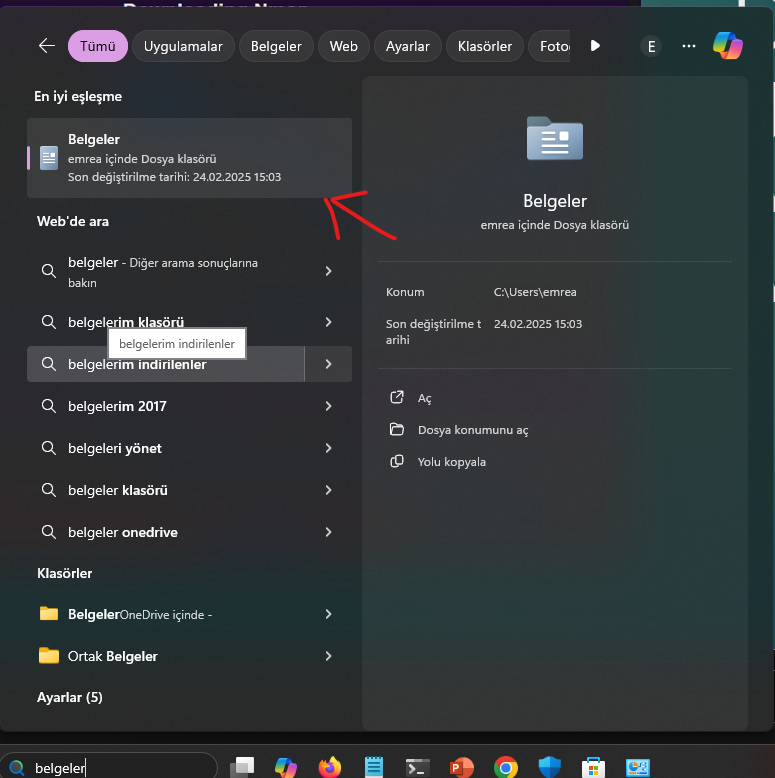 Tümü
Uygulamalar
Belgeler
Web
Ayarlar
Klasörler
E
En iyi eşleşme
Belgeler
emrea içinde Dosya klasörü
Son değiştirilme tarihi: 24.02.2025 15:03
Web'de ara
belgeler - Diğer arama sonuçlarına
bakın
belgelerim klasörü
belgelerim indirilenler
belgelerim indirilenler
belgelerim 2017
belgeleri yönet
belgeler klasörü
belgeler onedrive
Klasörler
BelgelerOneDrive içinde -
Ortak Belgeler
Ayarlar (5)
Belgeler
emrea içinde Dosya klasörü
Konum C:\Users\emrea
Son değiştirilme t 24.02.2025 15:03
arihi
Aç
Dosya konumunu aç
Yolu kopyala
belgeler